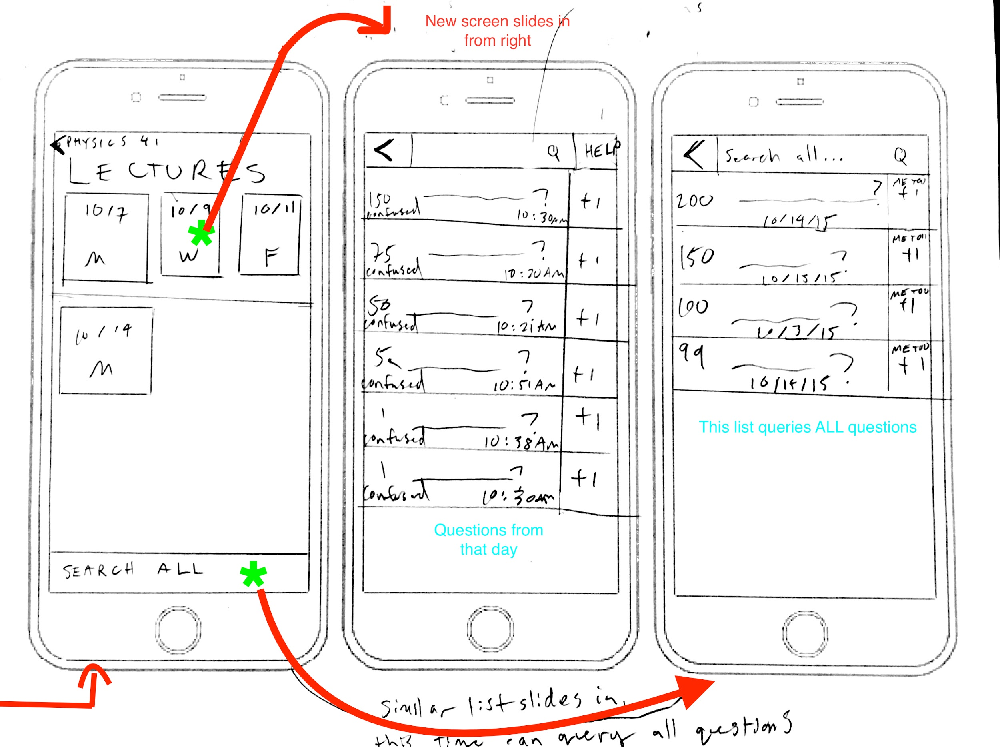 New screen slides in
from right
PHYSICS 41
LECTURES
10/7
M
10/9
W
10/11
F
10/14
M
SEARCH ALL
<
Q
HELP
150
confused
?
10:30AM
+1
75
confused
?
10:20AM
+1
50
confused
?
10:21AM
+1
confused
?
10:51AM
+1
1
confused
?
10:38AM
+1
1
confused
?
10:30AM
+1
Questions from
that day
<
Search all...
Q
200
?
10/14/15
ME TOO
+1
150
?
10/15/15
ME TOO
+1
100
?
10/3/15
ME TOO
+1
99
?
10/14/15
ME TOO
+1
This list queries ALL questions
Similar list slides in,
this time can query all questions